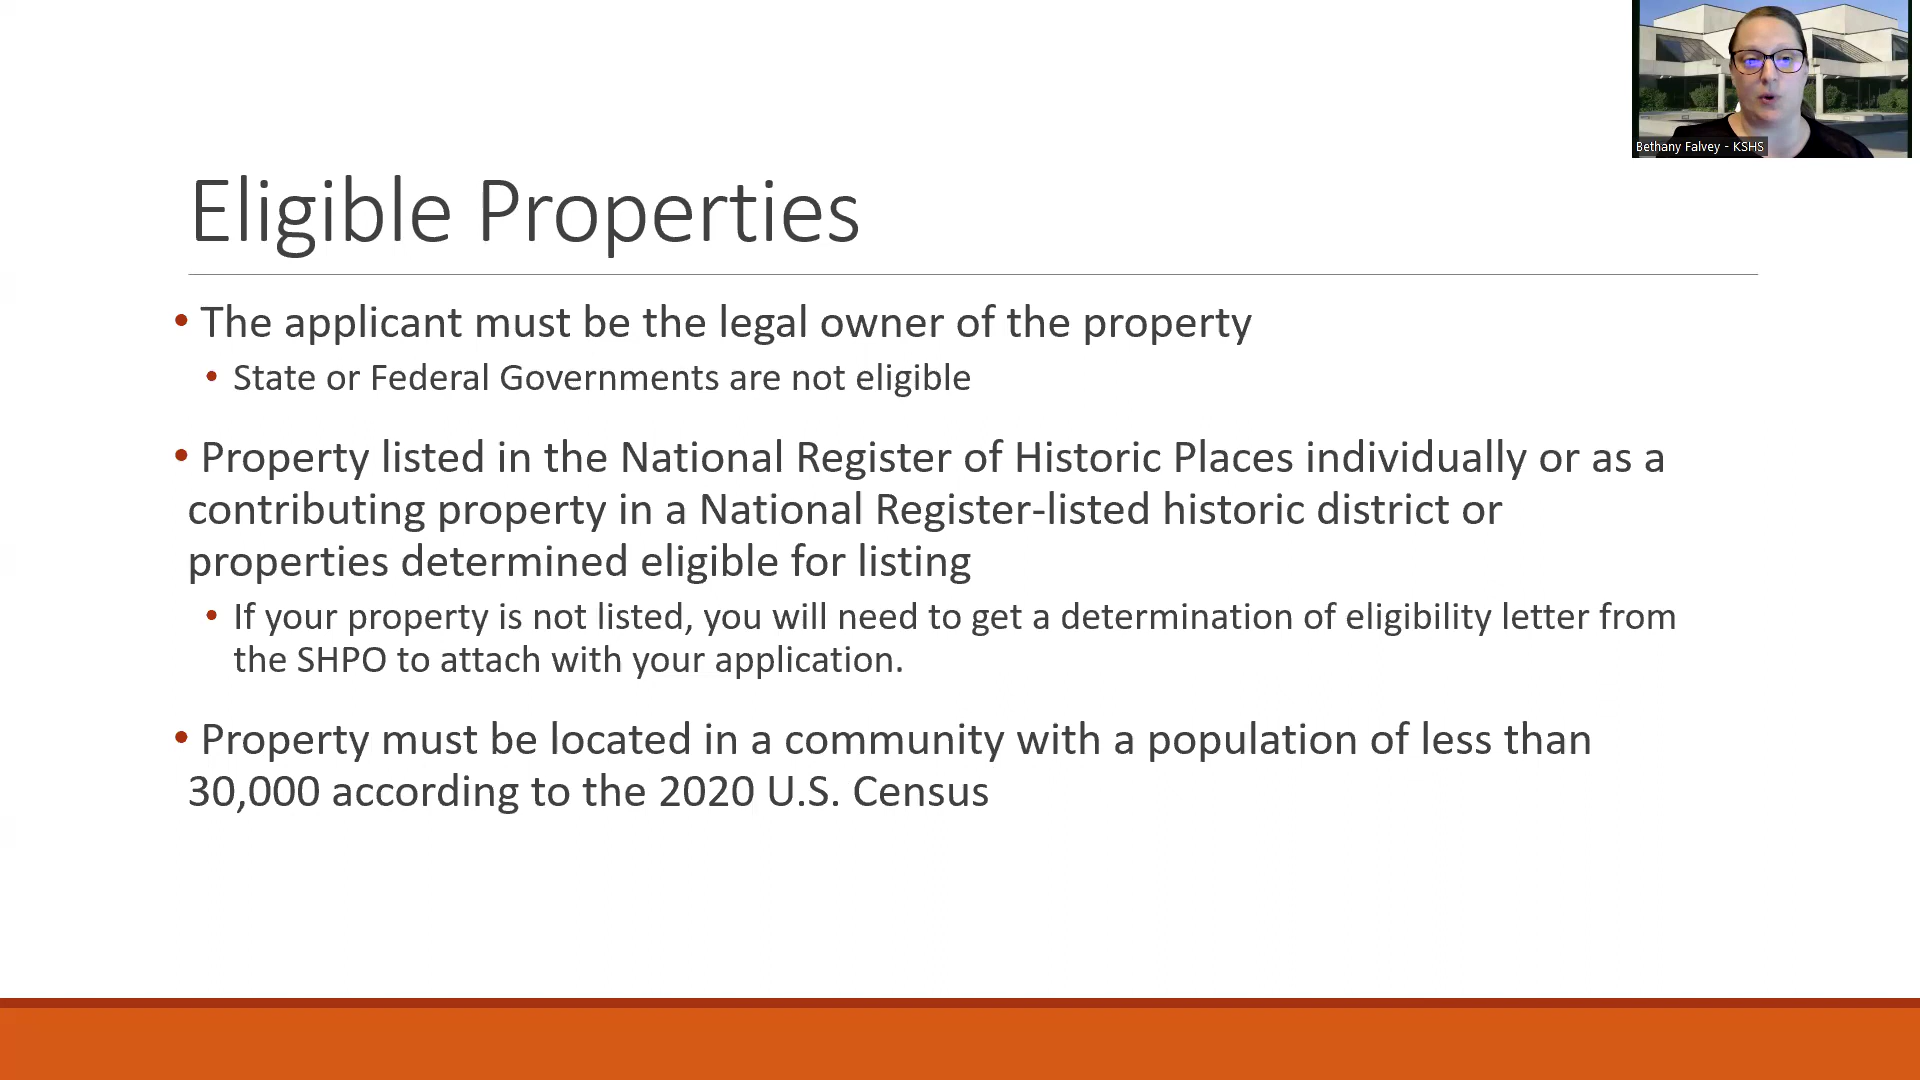 Bethany Falvey - KSHS
Eligible Properties
• The applicant must be the legal owner of the property
• State or Federal Governments are not eligible
• Property listed in the National Register of Historic Places individually or as a
contributing property in a National Register-listed historic district or
properties determined eligible for listing
• If your property is not listed, you will need to get a determination of eligibility letter from
the SHPO to attach with your application.
• Property must be located in a community with a population of less than
30,000 according to the 2020 U.S. Census